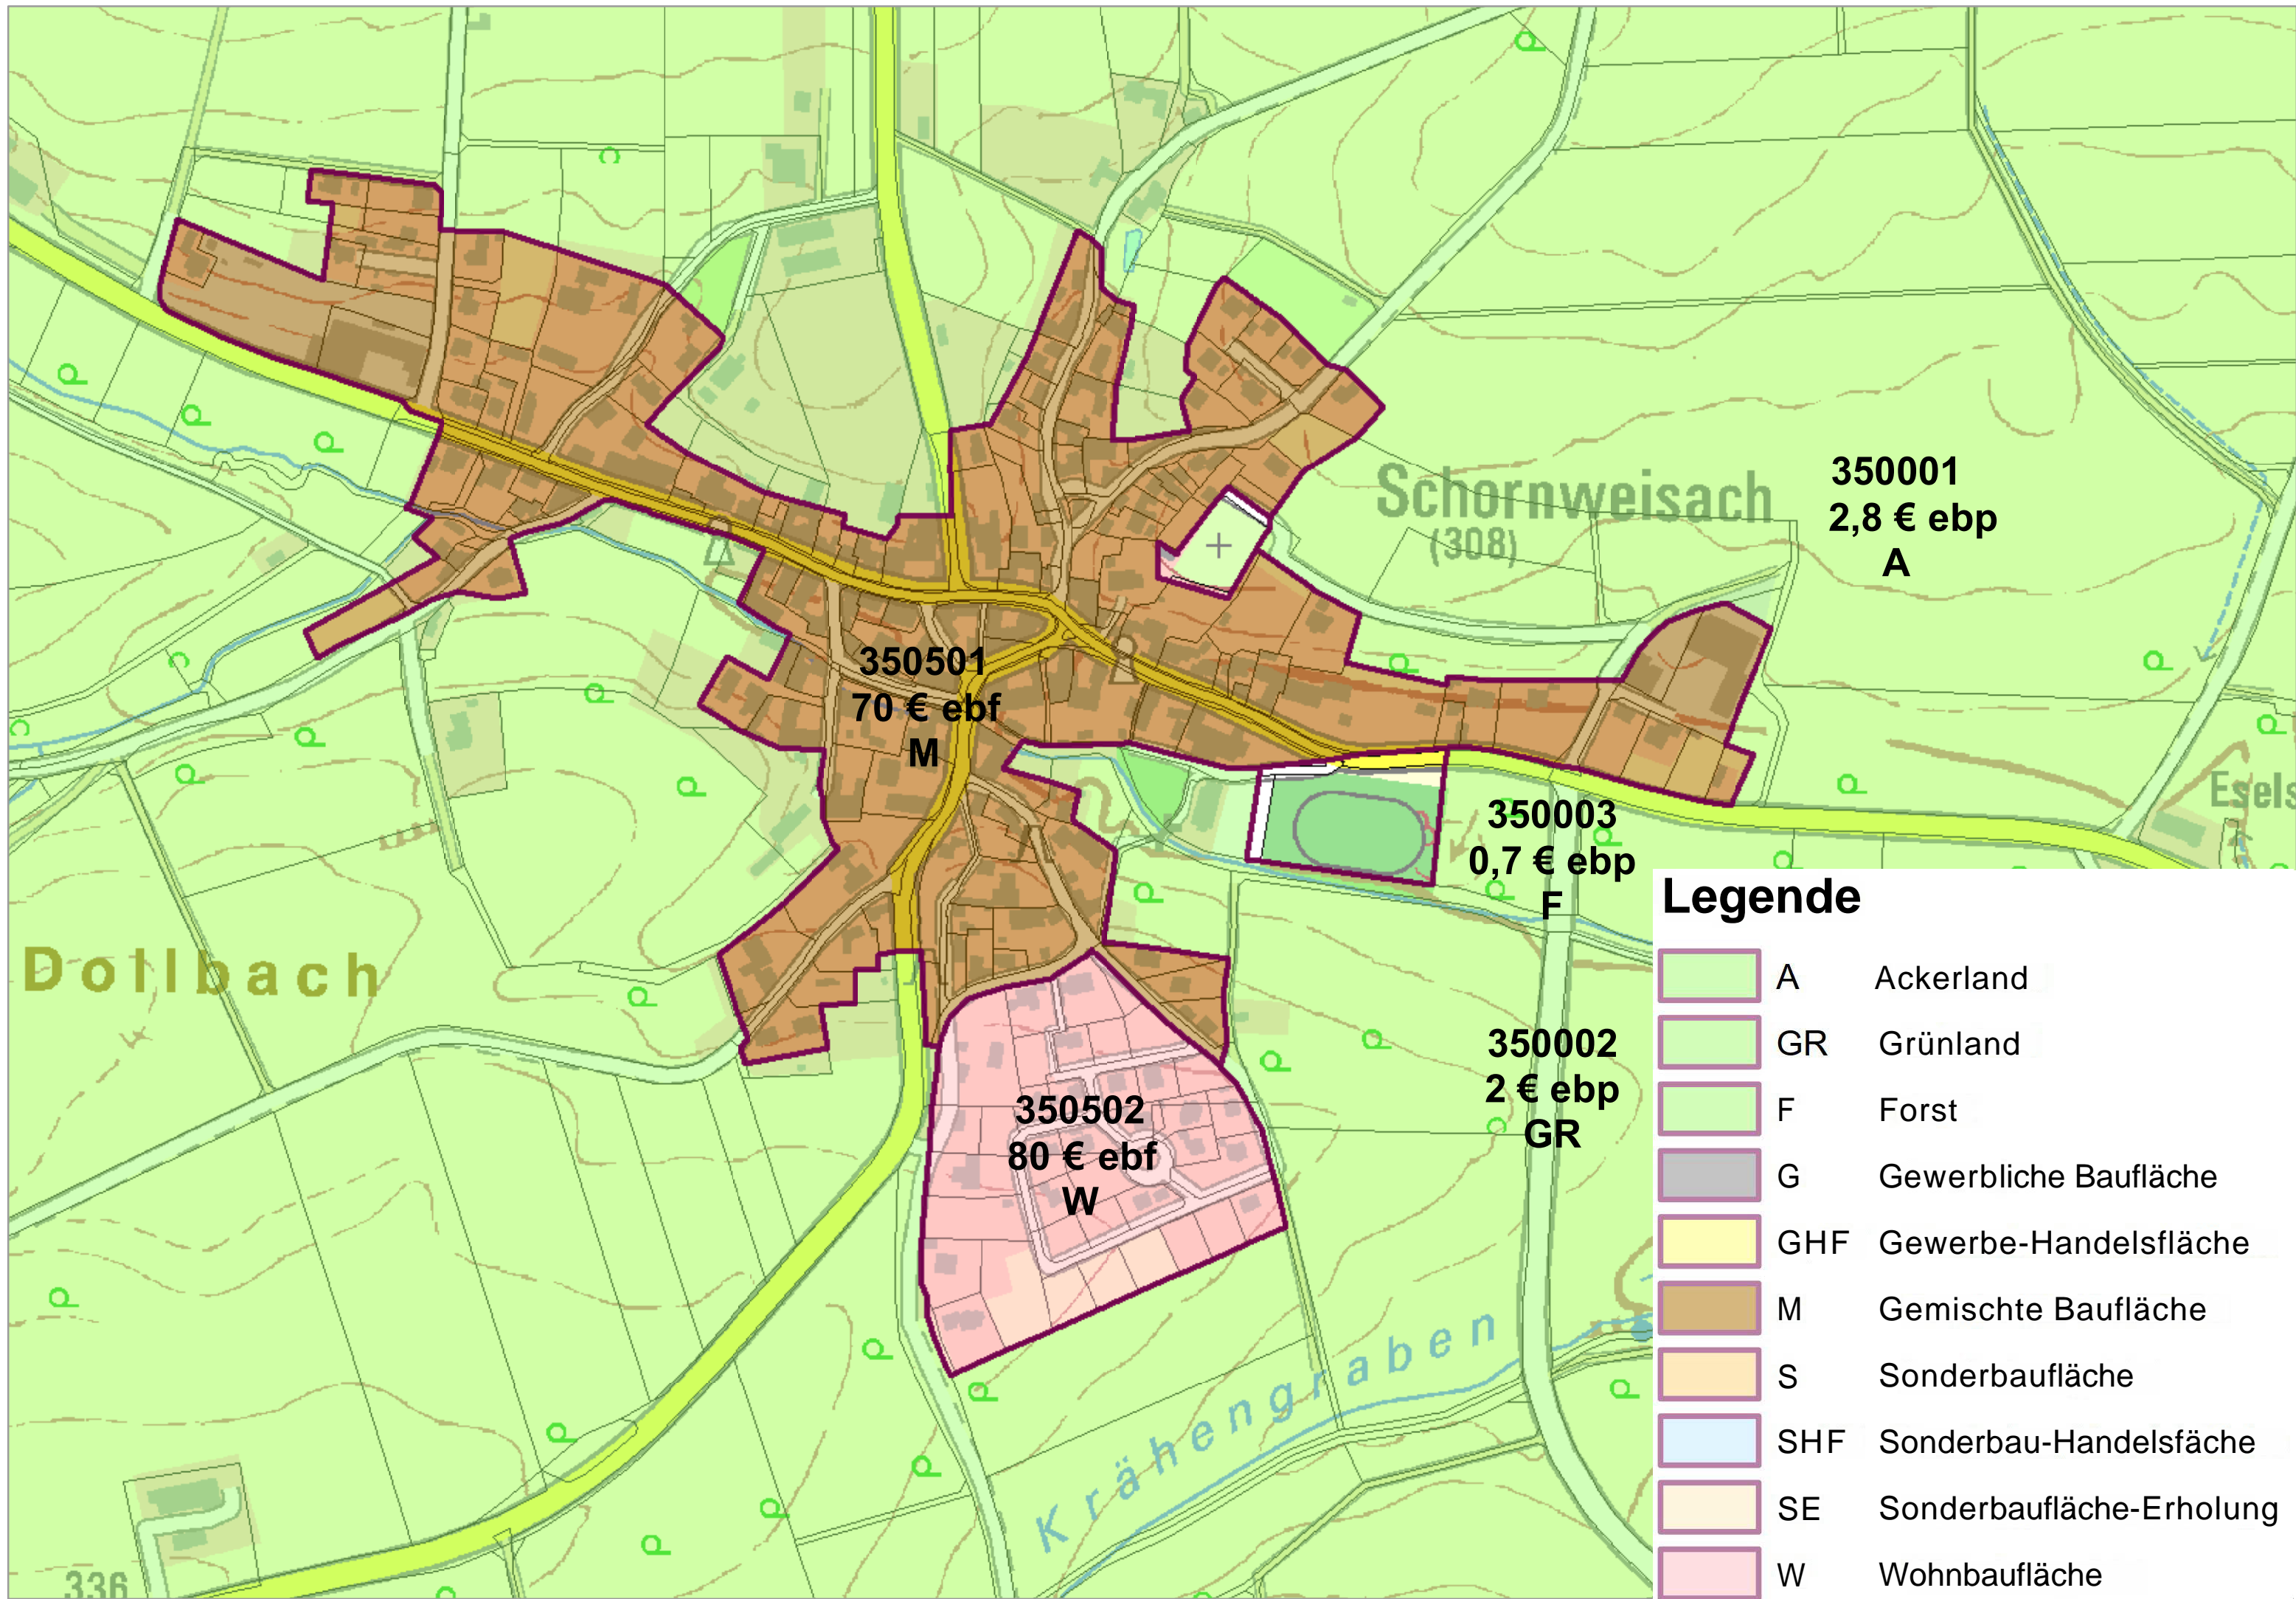 Schornweisach
(308)
350001
2,8 € ebp
A
350501
70 € ebf
M
350003
0,7 € ebp
F
Esels
Dollbach
350002
2 € ebp
GR
350502
80 € ebf
W
Krähengraben
336
Legende
A Ackerland
GR Grünland
F Forst
G Gewerbliche Baufläche
GHF Gewerbe-Handelsfläche
M Gemischte Baufläche
S Sonderbaufläche
SHF Sonderbau-Handelsfäche
SE Sonderbaufläche-Erholung
W Wohnbaufläche